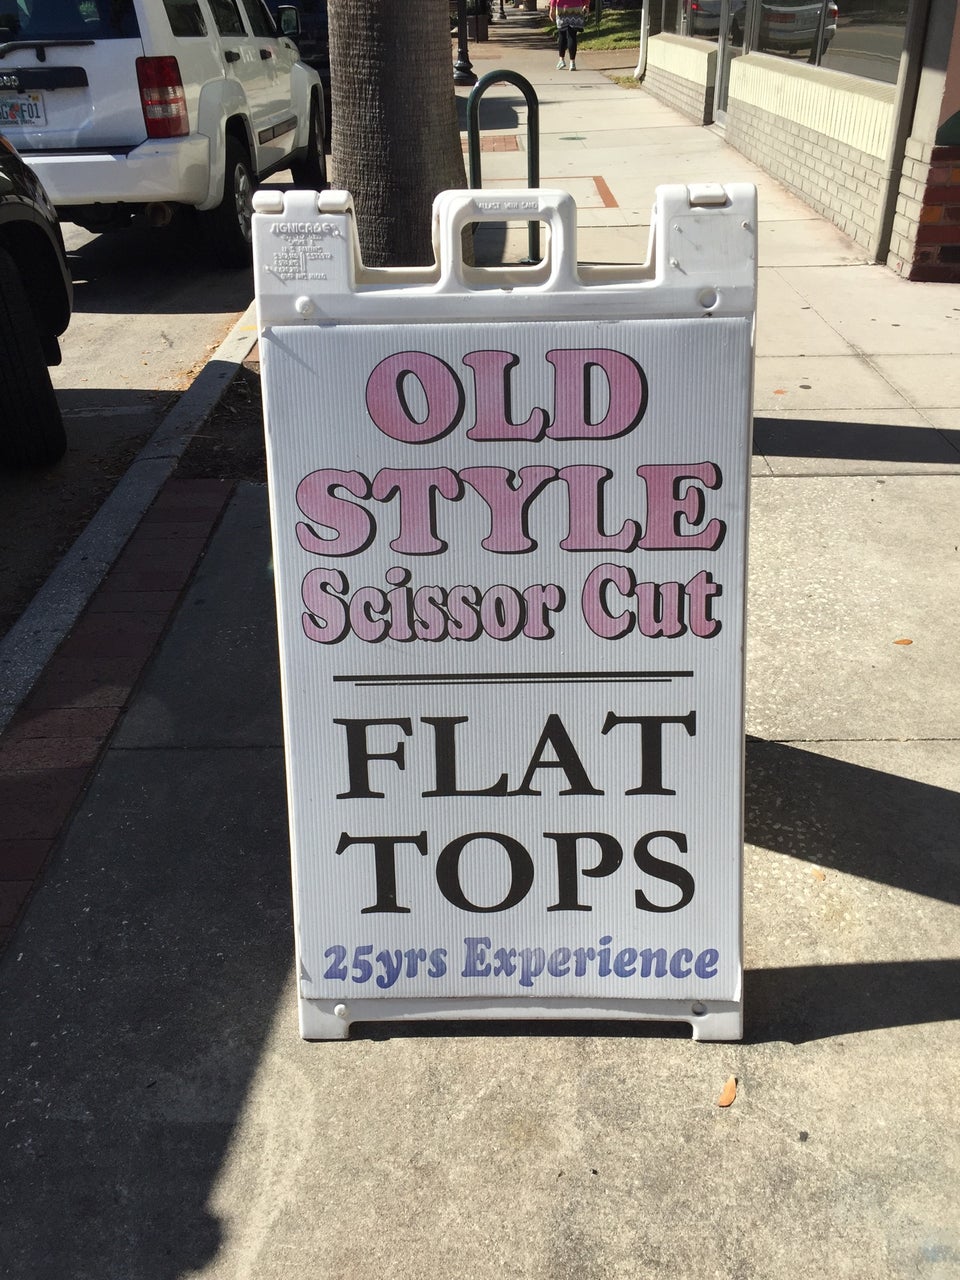 OLD
STYLE
Scissor Cut
FLAT
TOPS
25yrs Experience